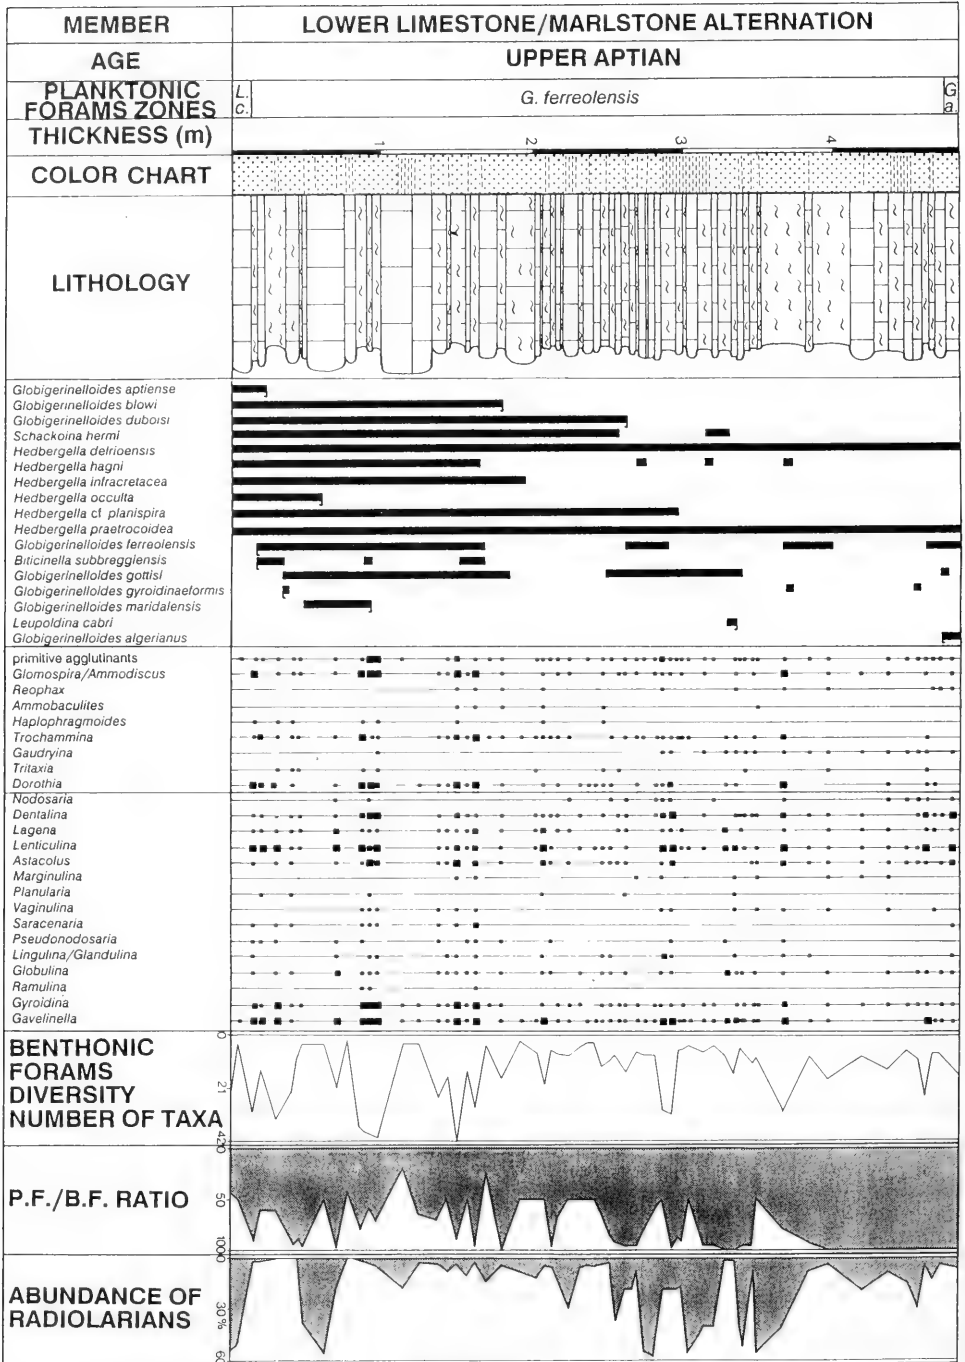 MEMBER
LOWER LIMESTONE/MARLSTONE ALTERNATION
AGE
UPPER APTIAN
PLANKTONIC
FORAMS ZONES
L.
c.
G. ferreolensis
G
a.
THICKNESS (m)
1
2
3
4
COLOR CHART
LITHOLOGY
Globigerinelloides aptiense
Globigerinelloides blowi
Globigerinelloides duboisi
Schackoina hermi
Hedbergella delrioensis
Hedbergella hagni
Hedbergella infracretacea
Hedbergella occulta
Hedbergella cf planispira
Hedbergella praetrocoidea
Globigerinelloides ferreolensis
Biticinella subbreggiensis
Globigerinelloides gottisi
Globigerinelloides gyroidinaeformis
Globigerinelloides maridalensis
Leupoldina cabri
Globigerinelloides algerianus
primitive agglutinants
Glomospira/Ammodiscus
Reophax
Ammobaculites
Haplophragmoides
Trochammina
Gaudryina
Tritaxia
Dorothia
Nodosaria
Dentalina
Lagena
Lenticulina
Astacolus
Marginulina
Planularia
Vaginulina
Saracenaria
Pseudonodosaria
Lingulina/Glandulina
Globulina
Ramulina
Gyroidina
Gavelinella
BENTHONIC
FORAMS
DIVERSITY
NUMBER OF TAXA
0
21
42
P.F./B.F. RATIO
0
50
100
ABUNDANCE OF
RADIOLARIANS
0
30 %
60